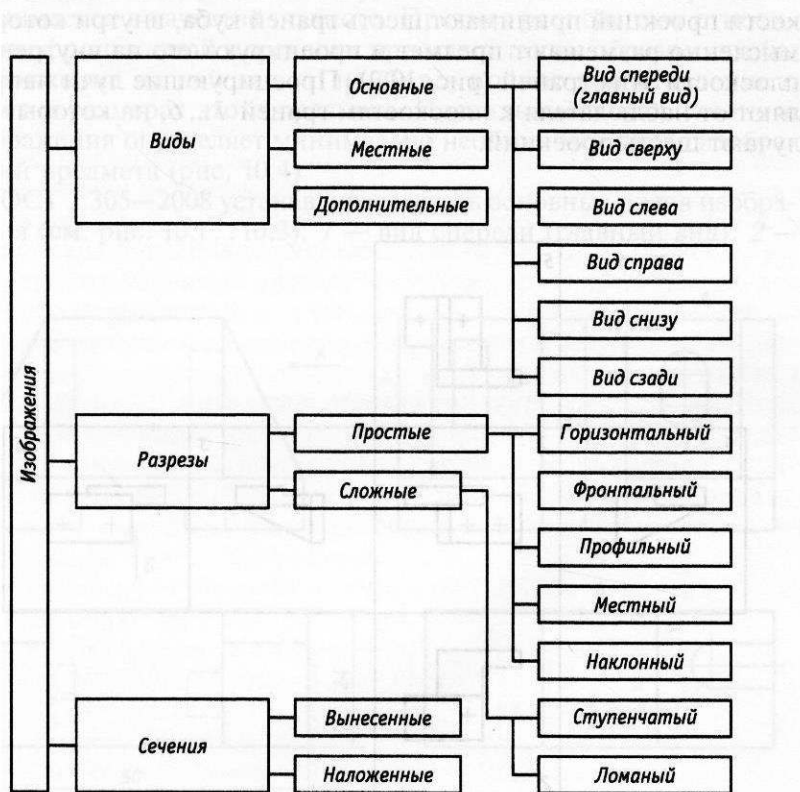 Изображения
Виды
Основные
Местные
Дополнительные
Вид спереди
(главный вид)
Вид сверху
Вид слева
Вид справа
Вид снизу
Вид сзади
Разрезы
Простые
Сложные
Горизонтальный
Фронтальный
Профильный
Местный
Наклонный
Ступенчатый
Ломаный
Сечения
Вынесенные
Наложенные